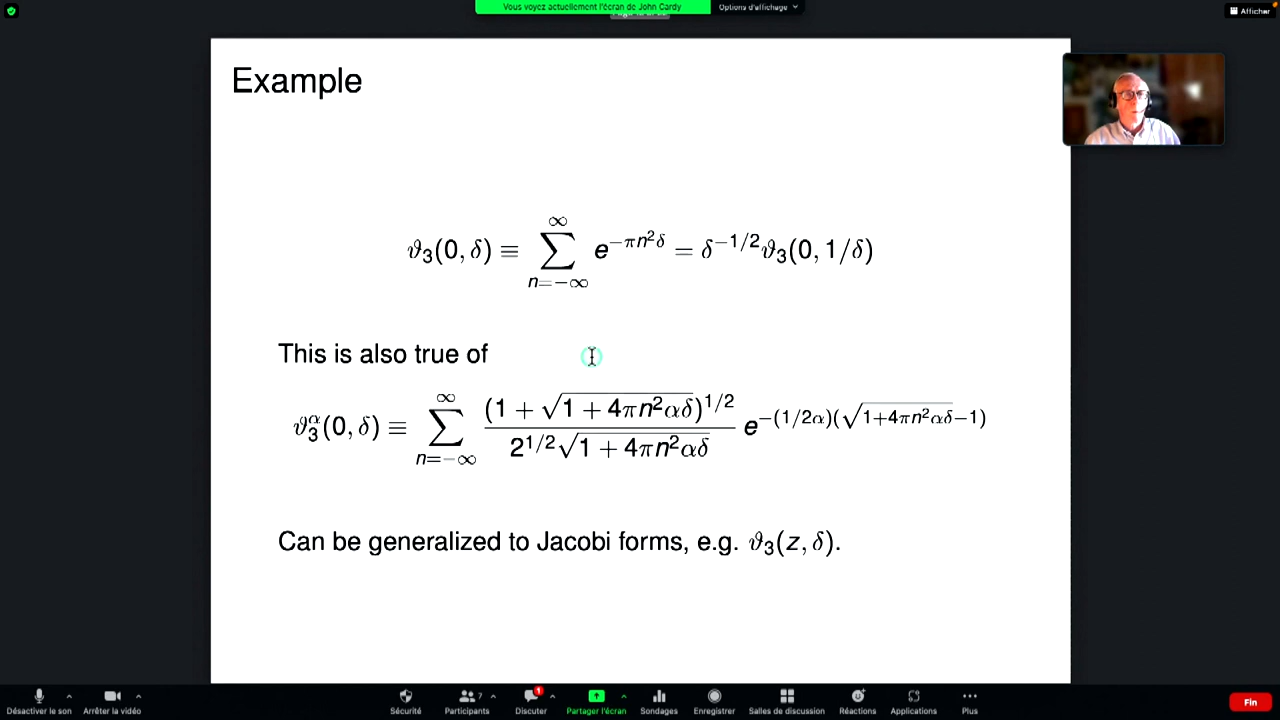 Vous voyez actuellement l'écran de John Cardy
Options d'affichage
Afficher
Example
ϑ₃(0, δ) ≡ ∑_{n=−∞}^{∞} e^{−πn²δ} = δ^{−1/2}ϑ₃(0, 1/δ)
This is also true of
ϑ₃^α(0, δ) ≡ ∑_{n=−∞}^{∞} \frac{(1 + √(1 + 4πn²αδ))^{1/2}}{2^{1/2}√(1 + 4πn²αδ)} e^{−(1/2α)(√(1+4πn²αδ)−1)}
Can be generalized to Jacobi forms, e.g. ϑ₃(z, δ).
7
1
Désactiver le son
Arrêter la vidéo
Sécurité
Participants
Discuter
Partager l'écran
Sondages
Enregistrer
Salles de discussion
Réactions
Applications
Plus
Fin